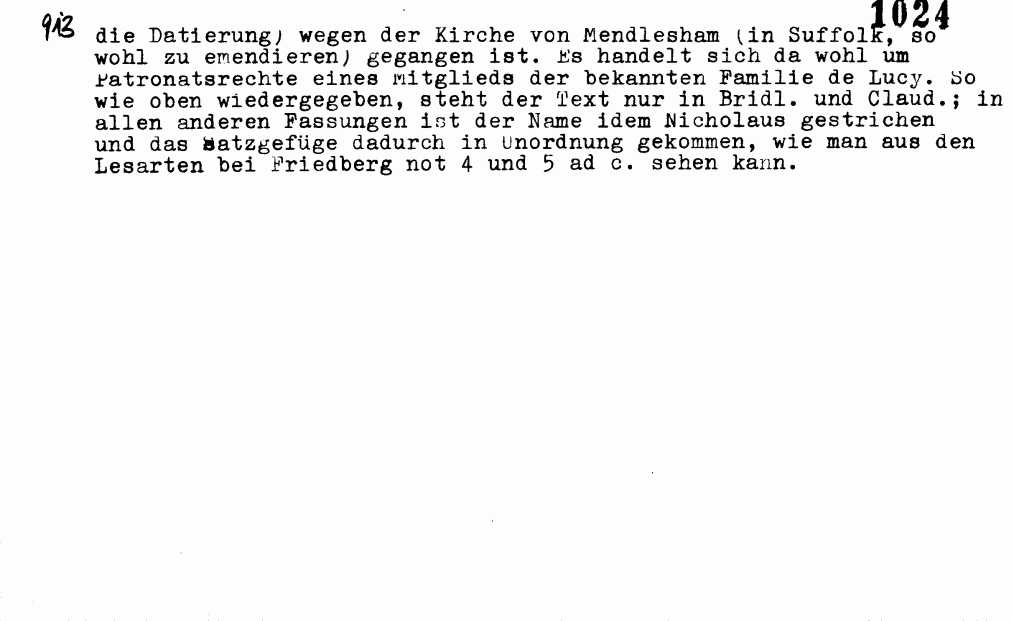 1024
913
die Datierung) wegen der Kirche von Mendlesham (in Suffolk, so
wohl zu emendieren) gegangen ist. Es handelt sich da wohl um
Patronatsrechte eines Mitglieds der bekannten Familie de Lucy. So
wie oben wiedergegeben, steht der Text nur in Bridl. und Claud.; in
allen anderen Fassungen ist der Name idem Nicholaus gestrichen
und das Satzgefüge dadurch in Unordnung gekommen, wie man aus den
Lesarten bei Friedberg not 4 und 5 ad c. sehen kann.